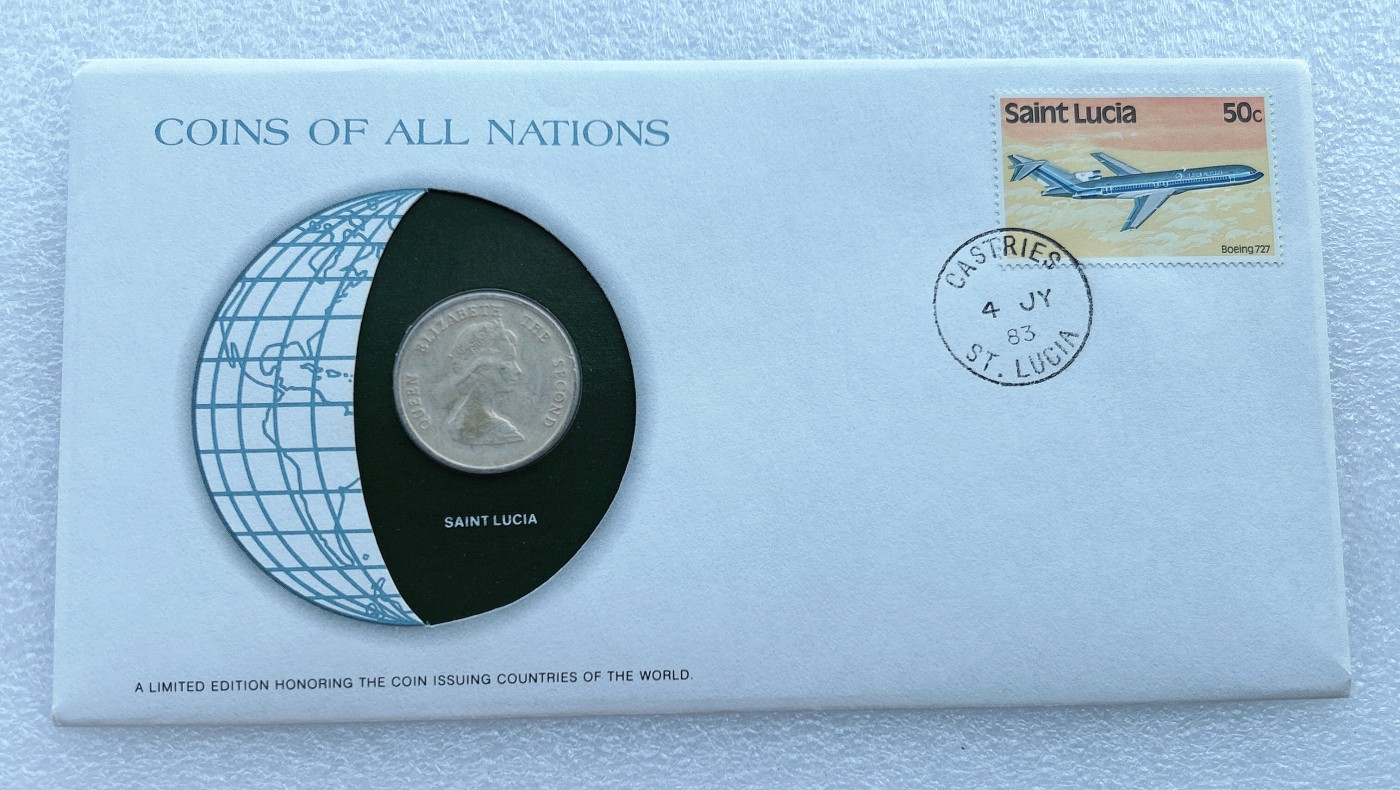 COINS OF ALL NATIONS
Saint Lucia 50c
Boeing 727
CASTRIES
4 JY
83
ST. LUCIA
QUEEN ELIZABETH THE SECOND
SAINT LUCIA
A LIMITED EDITION HONORING THE COIN ISSUING COUNTRIES OF THE WORLD.